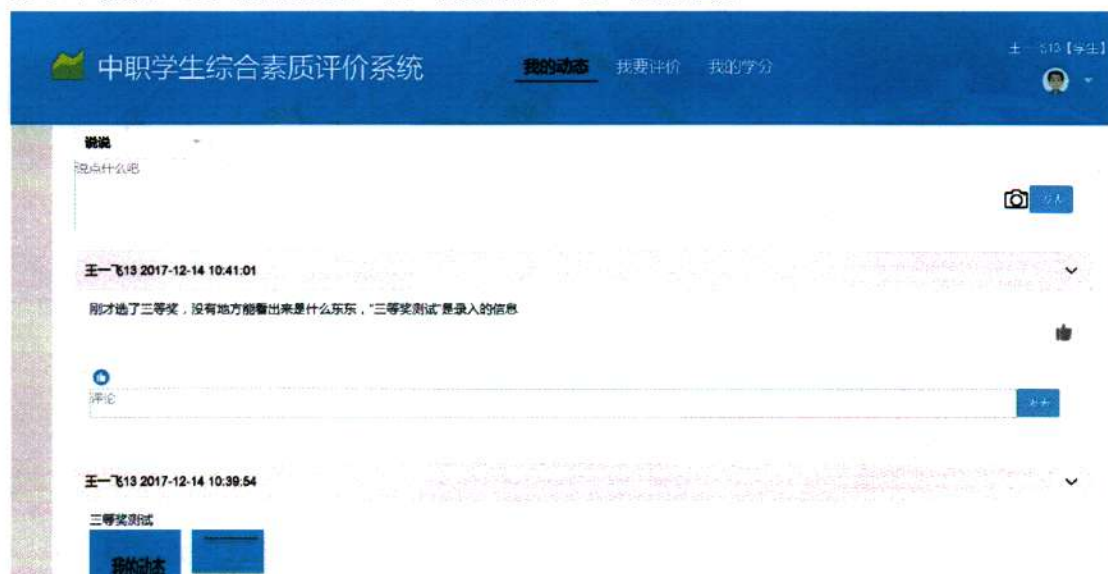 中职学生综合素质评价系统
我的动态 我要评价 我的学分
【学生】
说说
说点什么吧
王一飞13 2017-12-14 10:41:01
刚才选了三等奖，没有地方能看出来是什么东东，“三等奖测试”是录入的信息
评论
王一飞13 2017-12-14 10:39:54
三等奖测试
我的动态